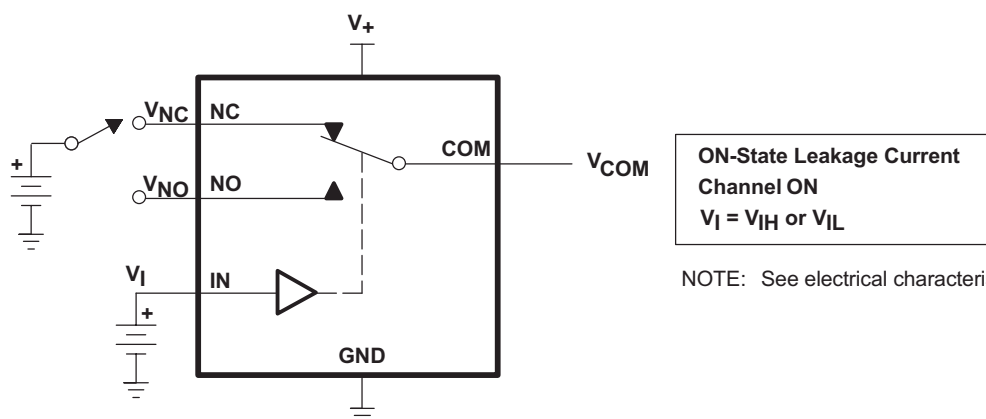 V+
VNC NC
COM
VCOM
VNO NO
VI IN
GND
+
+
ON-State Leakage Current
Channel ON
VI = VIH or VIL
NOTE: See electrical characteri